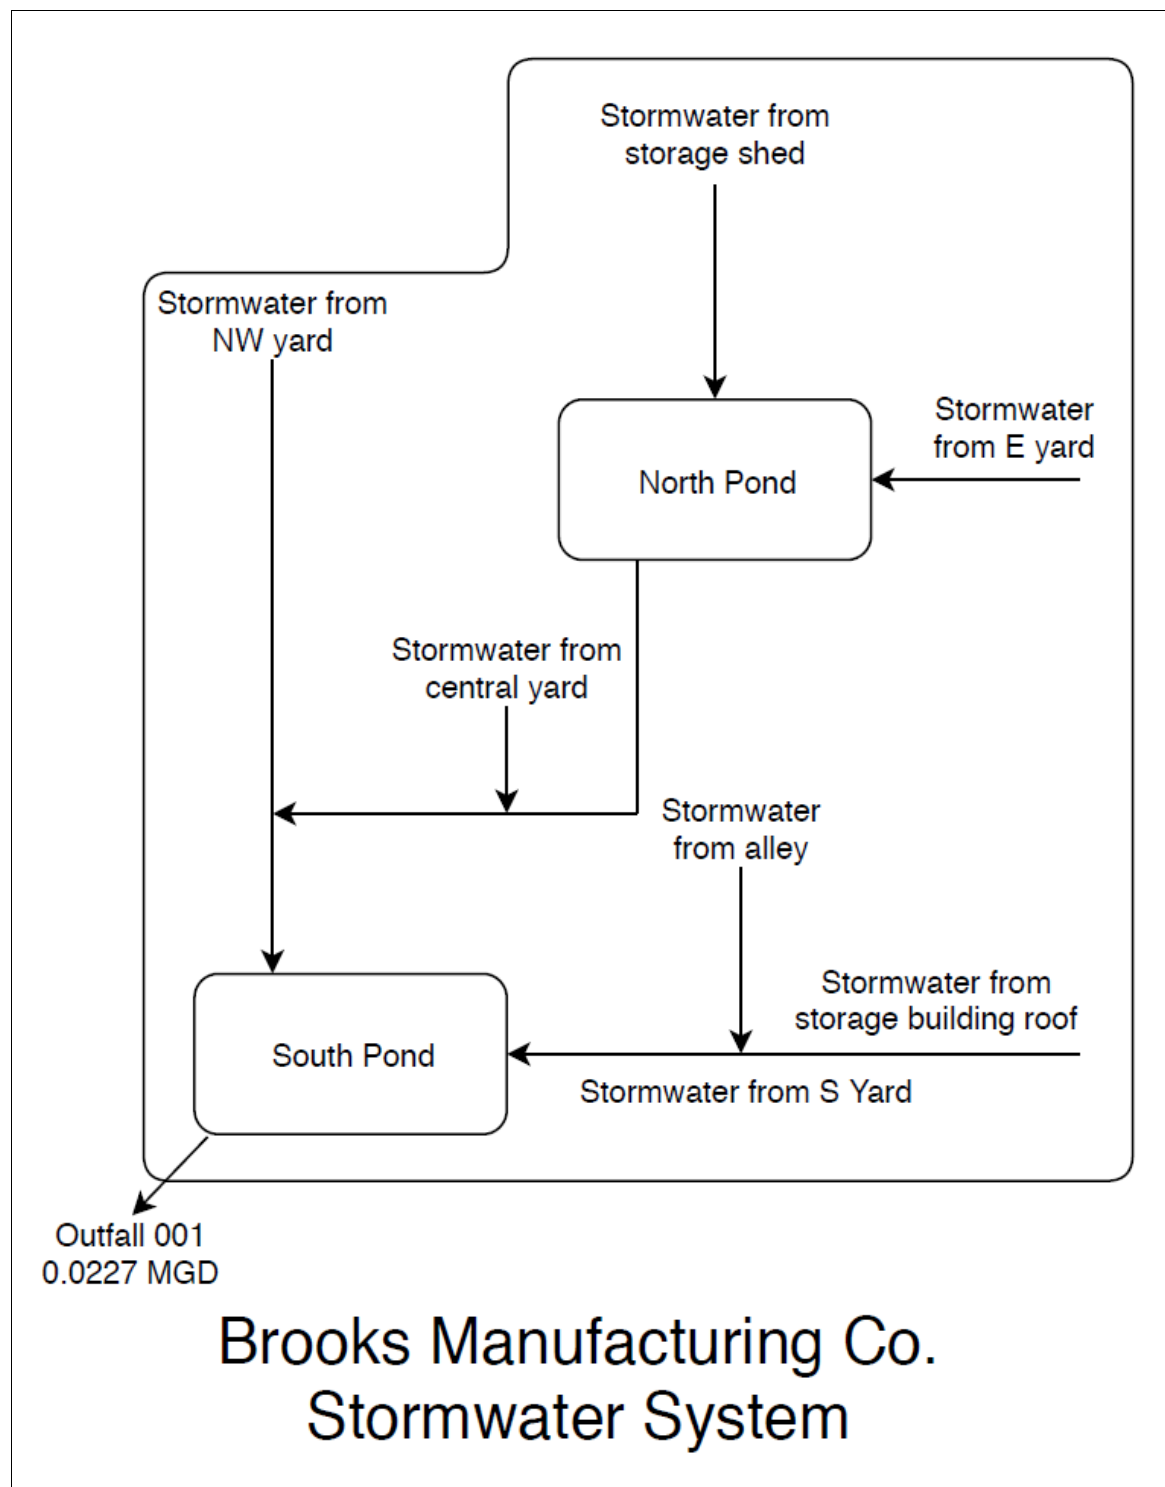 Stormwater from
storage shed
Stormwater from
NW yard
Stormwater
from E yard
North Pond
Stormwater from
central yard
Stormwater
from alley
Stormwater from
storage building roof
South Pond
Stormwater from S Yard
Outfall 001
0.0227 MGD
Brooks Manufacturing Co.
Stormwater System